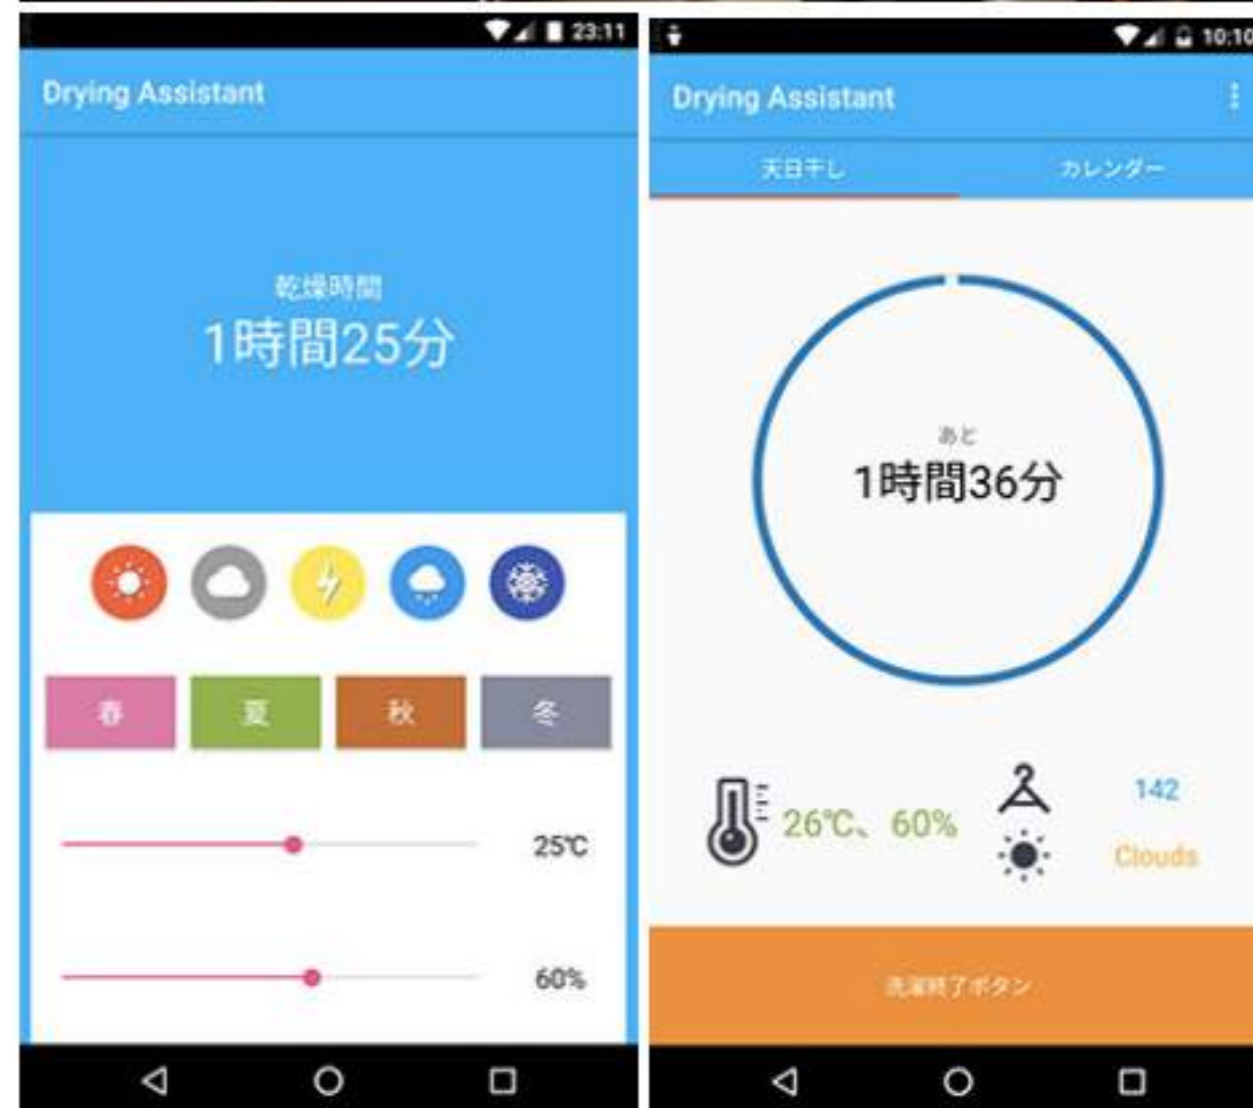 23:11
Drying Assistant
乾燥時間
1時間25分
春 夏 秋 冬
25℃
60%
10:10
Drying Assistant
天日干し カレンダー
あと
1時間36分
142
26℃、60%
Clouds
洗濯終了ボタン